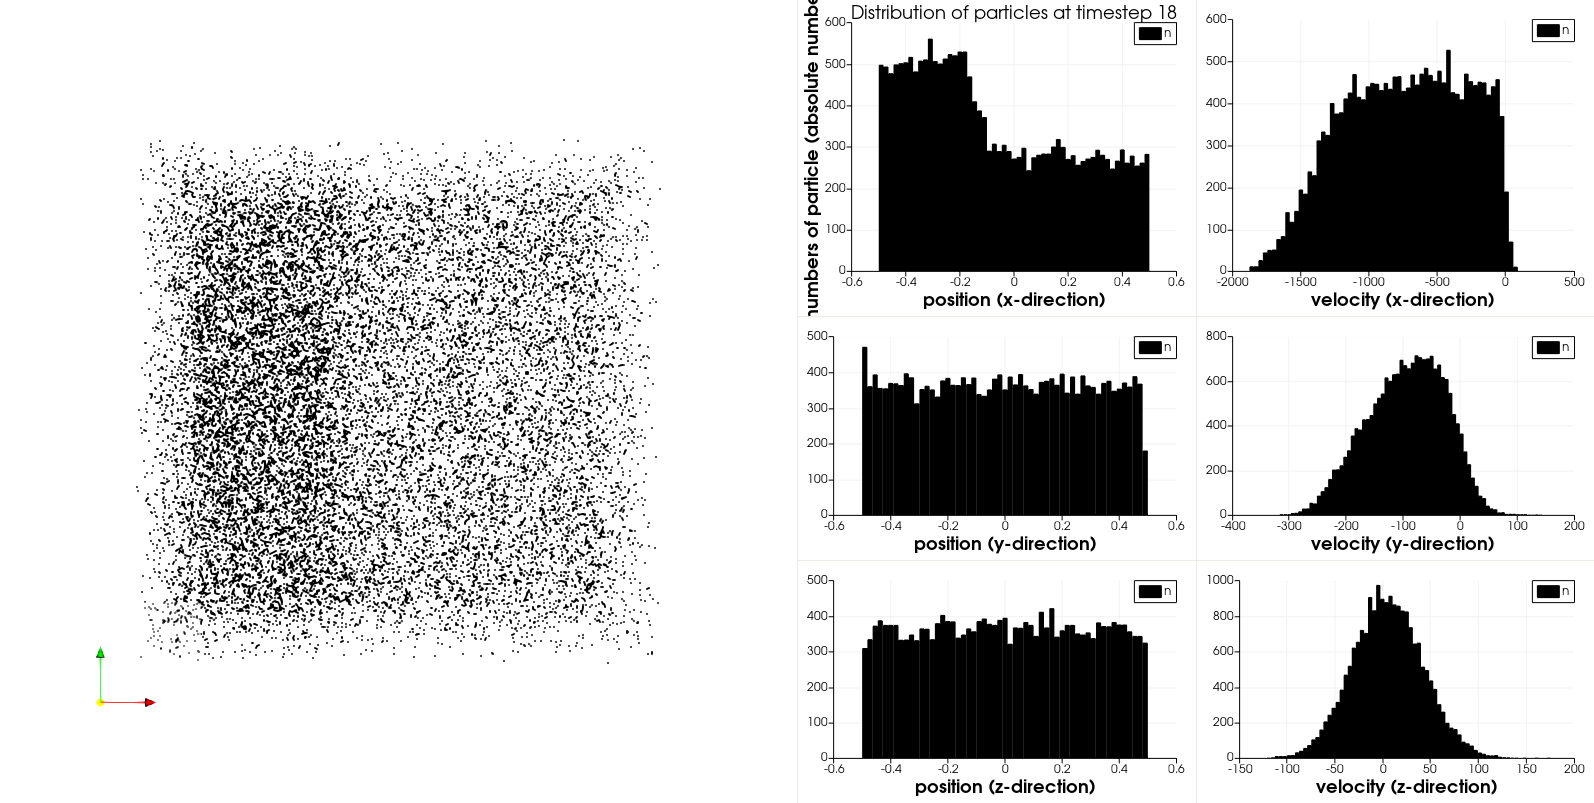 Distribution of particles at timestep 18
numbers of particle (absolute numbe
600
500
400
300
200
100
0
-0.6 -0.4 -0.2 0 0.2 0.4 0.6
position (x-direction)
n
600
500
400
300
200
100
0
-2000 -1500 -1000 -500 0 500
velocity (x-direction)
n
500
400
300
200
100
0
-0.6 -0.4 -0.2 0 0.2 0.4 0.6
position (y-direction)
n
800
600
400
200
0
-400 -300 -200 -100 0 100 200
velocity (y-direction)
n
500
400
300
200
100
0
-0.6 -0.4 -0.2 0 0.2 0.4 0.6
position (z-direction)
n
1000
800
600
400
200
0
-150 -100 -50 0 50 100 150 200
velocity (z-direction)
n